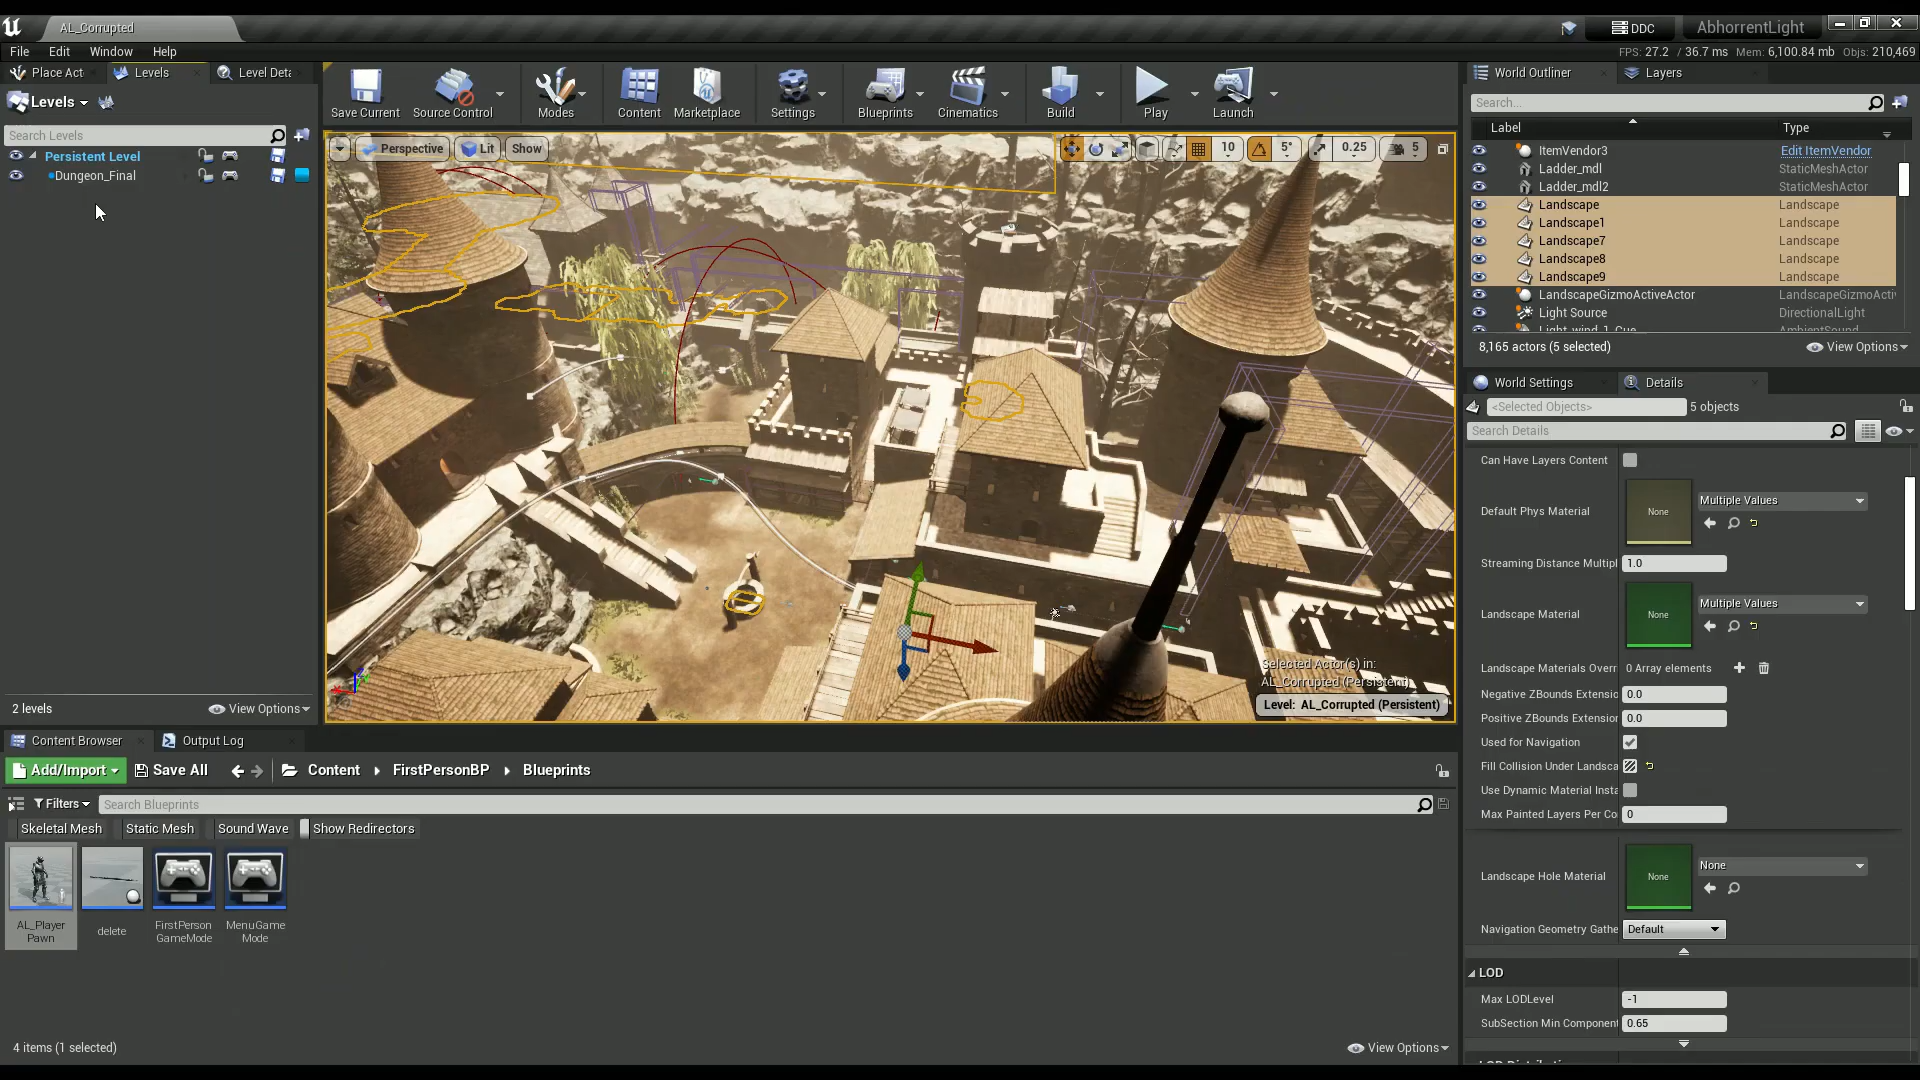 AL_Corrupted
DDC
AbhorrentLight
File Edit Window Help
FPS: 27.2 / 36.7 ms Mem: 6,100.84 mb Objs: 210,469
Place Act
Levels
Level Deta
Levels
Search Levels
Persistent Level
Dungeon_Final
2 levels
View Options
Save Current
Source Control
Modes
Content
Marketplace
Settings
Blueprints
Cinematics
Build
Play
Launch
Perspective
Lit
Show
10
5°
0.25
5
Selected Actor(s) in:
AL_Corrupted (Persistent)
Level: AL_Corrupted (Persistent)
World Outliner
Layers
Search...
Label Type
ItemVendor3 Edit ItemVendor
Ladder_mdl StaticMeshActor
Ladder_mdl2 StaticMeshActor
Landscape Landscape
Landscape1 Landscape
Landscape7 Landscape
Landscape8 Landscape
Landscape9 Landscape
LandscapeGizmoActiveActor LandscapeGizmoActiv
Light Source DirectionalLight
Light_wind_1_Cue AmbientSound
8,165 actors (5 selected)
View Options
World Settings
Details
<Selected Objects> 5 objects
Search Details
Can Have Layers Content
Default Phys Material None Multiple Values
Streaming Distance Multipl 1.0
Landscape Material None Multiple Values
Landscape Materials Overr 0 Array elements
Negative ZBounds Extensio 0.0
Positive ZBounds Extension 0.0
Used for Navigation
Fill Collision Under Landsca
Use Dynamic Material Insta
Max Painted Layers Per Co 0
Landscape Hole Material None None
Navigation Geometry Gathe Default
LOD
Max LODLevel -1
SubSection Min Component 0.65
Content Browser
Output Log
Add/Import
Save All
Content
FirstPersonBP
Blueprints
Filters
Search Blueprints
Skeletal Mesh
Static Mesh
Sound Wave
Show Redirectors
AL_Player
Pawn
delete
FirstPerson
GameMode
MenuGame
Mode
4 items (1 selected)
View Options